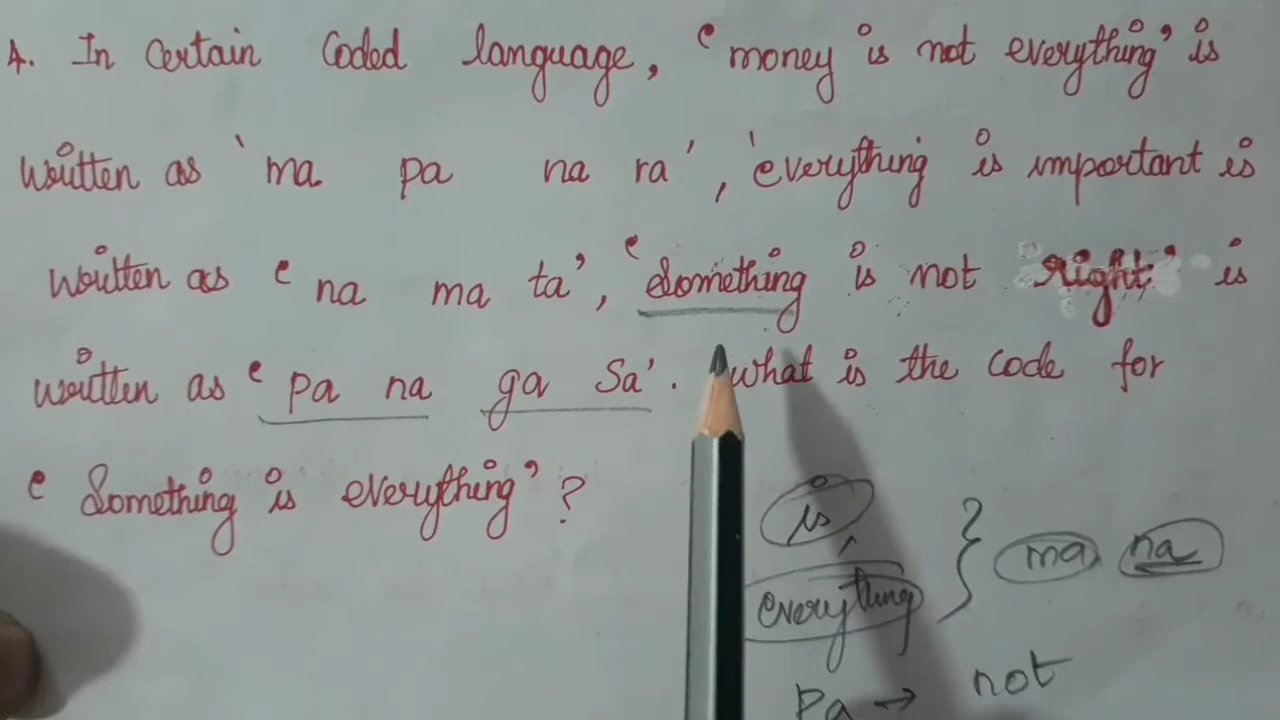 4. In Certain Coded language, 'money is not everything' is
written as 'ma pa na ra', 'everything is important is
written as 'na ma ta', 'Something is not right' is
written as 'pa na ga Sa'. what is the code for
'Something is everything'?
is
everything } ma na
Pa → not